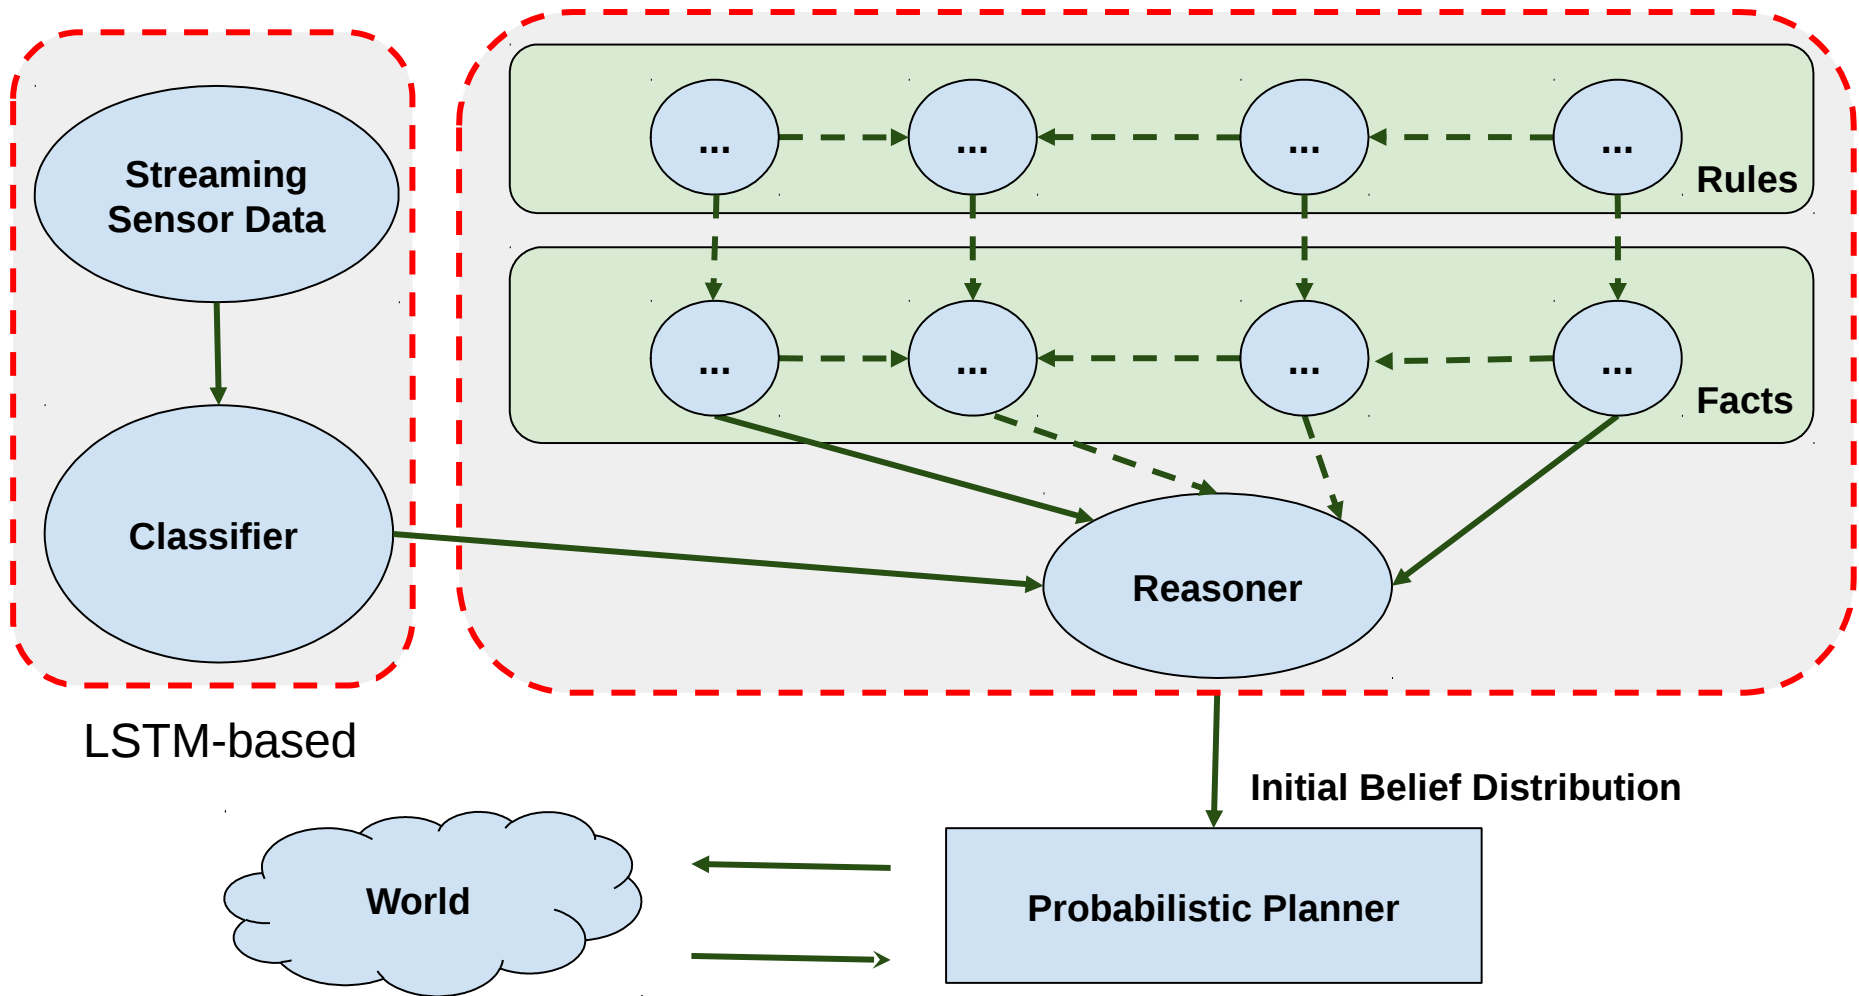 Streaming
Sensor Data
Classifier
LSTM-based
... ... ... ...
Rules
... ... ... ...
Facts
Reasoner
Initial Belief Distribution
World
Probabilistic Planner